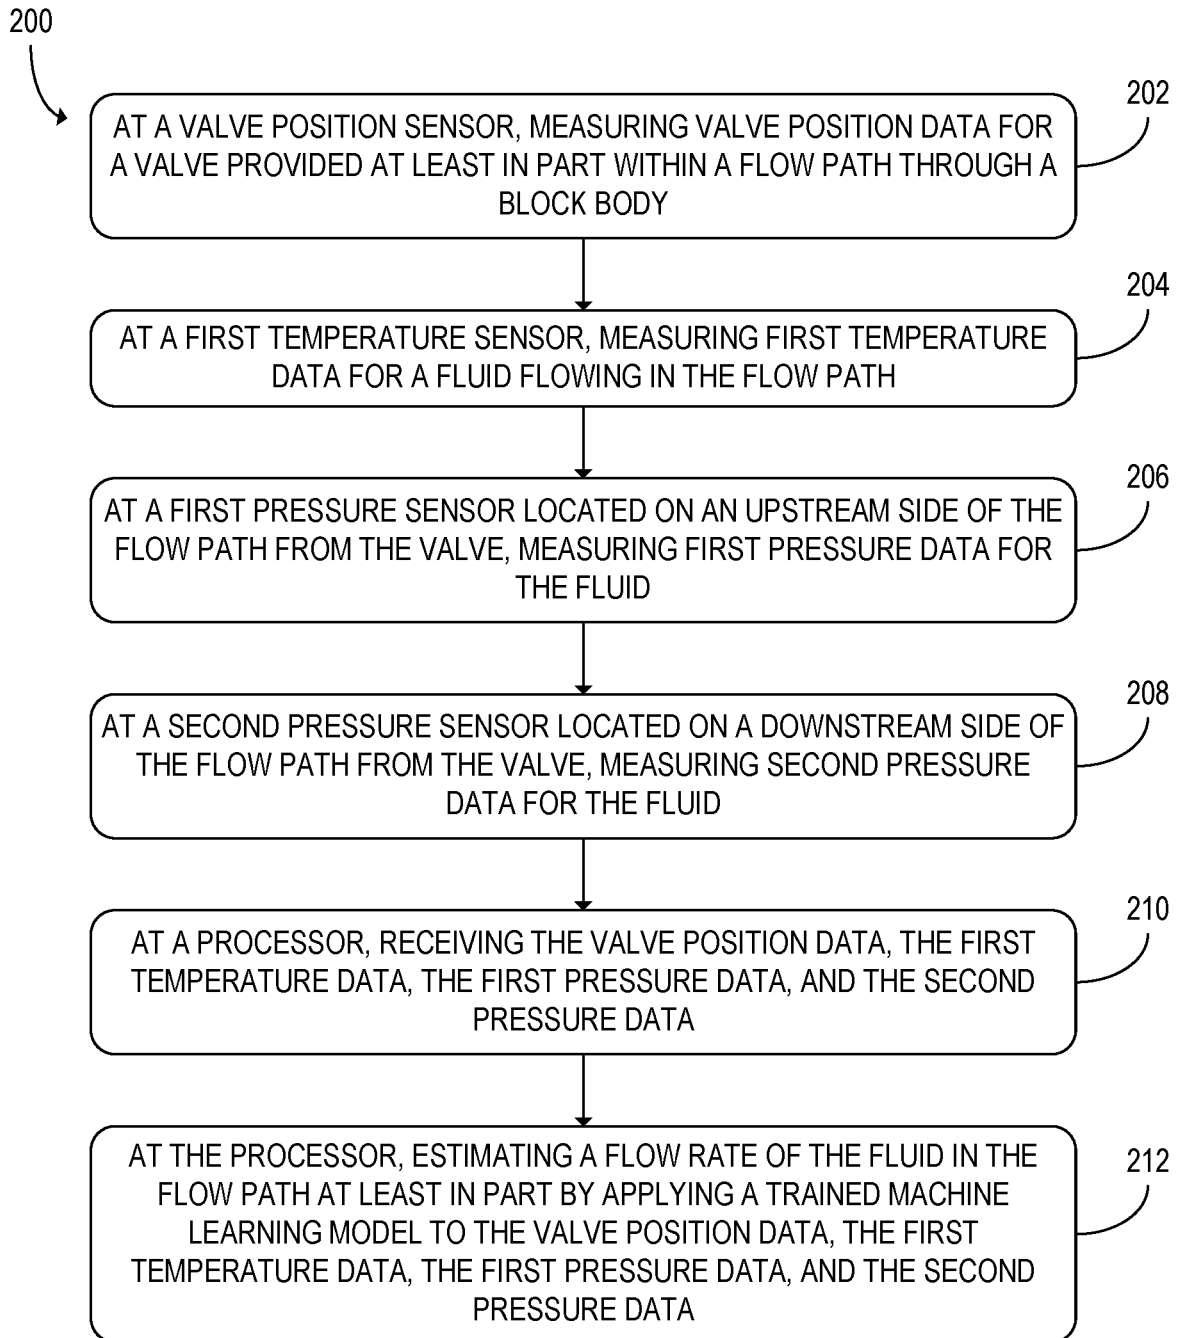 200
202
AT A VALVE POSITION SENSOR, MEASURING VALVE POSITION DATA FOR
A VALVE PROVIDED AT LEAST IN PART WITHIN A FLOW PATH THROUGH A
BLOCK BODY
204
AT A FIRST TEMPERATURE SENSOR, MEASURING FIRST TEMPERATURE
DATA FOR A FLUID FLOWING IN THE FLOW PATH
206
AT A FIRST PRESSURE SENSOR LOCATED ON AN UPSTREAM SIDE OF THE
FLOW PATH FROM THE VALVE, MEASURING FIRST PRESSURE DATA FOR
THE FLUID
208
AT A SECOND PRESSURE SENSOR LOCATED ON A DOWNSTREAM SIDE OF
THE FLOW PATH FROM THE VALVE, MEASURING SECOND PRESSURE
DATA FOR THE FLUID
210
AT A PROCESSOR, RECEIVING THE VALVE POSITION DATA, THE FIRST
TEMPERATURE DATA, THE FIRST PRESSURE DATA, AND THE SECOND
PRESSURE DATA
212
AT THE PROCESSOR, ESTIMATING A FLOW RATE OF THE FLUID IN THE
FLOW PATH AT LEAST IN PART BY APPLYING A TRAINED MACHINE
LEARNING MODEL TO THE VALVE POSITION DATA, THE FIRST
TEMPERATURE DATA, THE FIRST PRESSURE DATA, AND THE SECOND
PRESSURE DATA